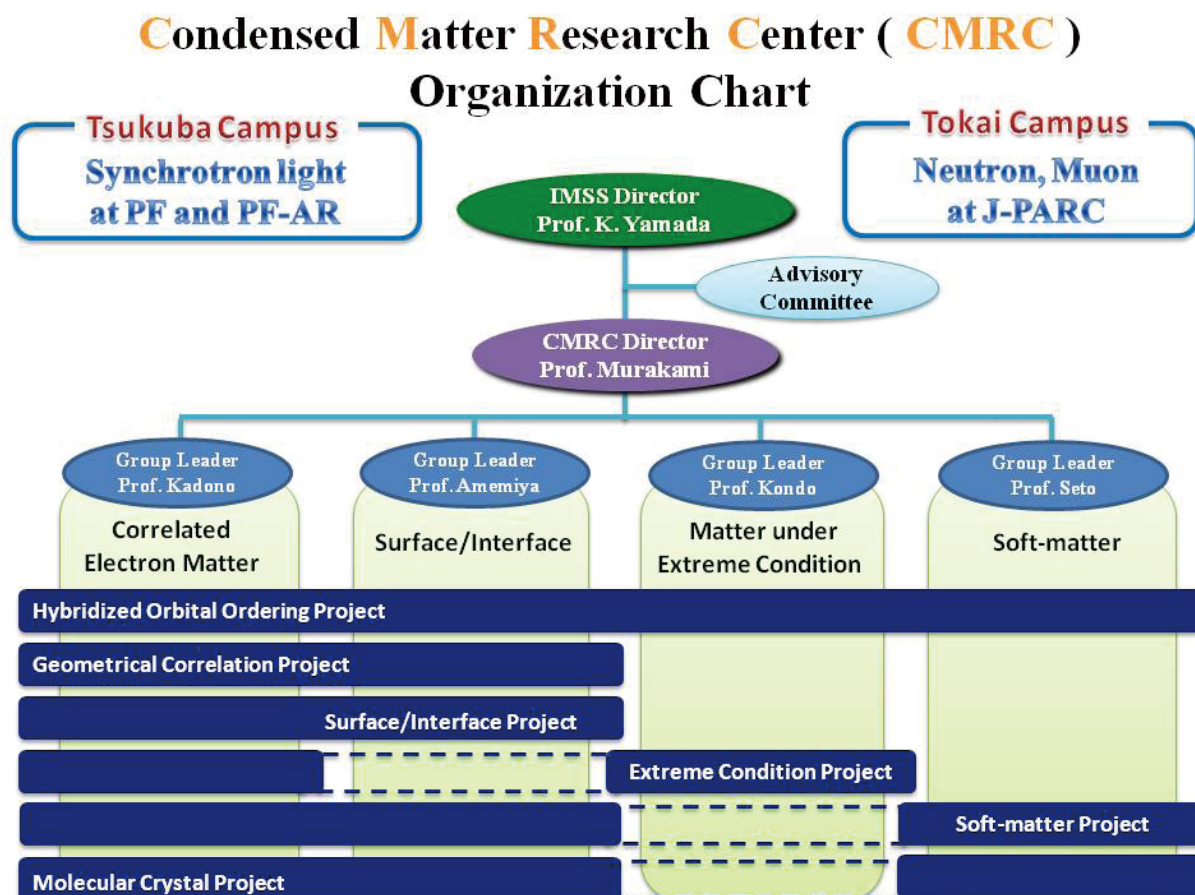 Condensed Matter Research Center ( CMRC )
Organization Chart
Tsukuba Campus
Synchrotron light
at PF and PF-AR
Tokai Campus
Neutron, Muon
at J-PARC
IMSS Director
Prof. K. Yamada
Advisory
Committee
CMRC Director
Prof. Murakami
Group Leader
Prof. Kadono
Group Leader
Prof. Amemiya
Group Leader
Prof. Kondo
Group Leader
Prof. Seto
Correlated
Electron Matter
Surface/Interface
Matter under
Extreme Condition
Soft-matter
Hybridized Orbital Ordering Project
Geometrical Correlation Project
Surface/Interface Project
Extreme Condition Project
Soft-matter Project
Molecular Crystal Project